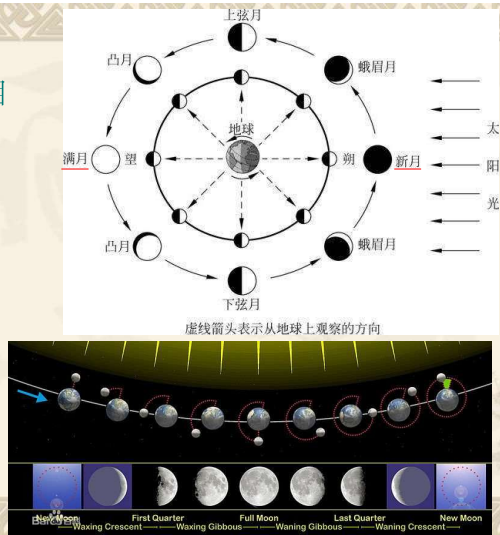 上弦月
凸月
蛾眉月
地球
太
满月
望
朔
新月
阳
光
凸月
蛾眉月
下弦月
虚线箭头表示从地球上观察的方向
New Moon
First Quarter
Full Moon
Last Quarter
New Moon
Waxing Crescent
Waxing Gibbous
Waning Gibbous
Waning Crescent